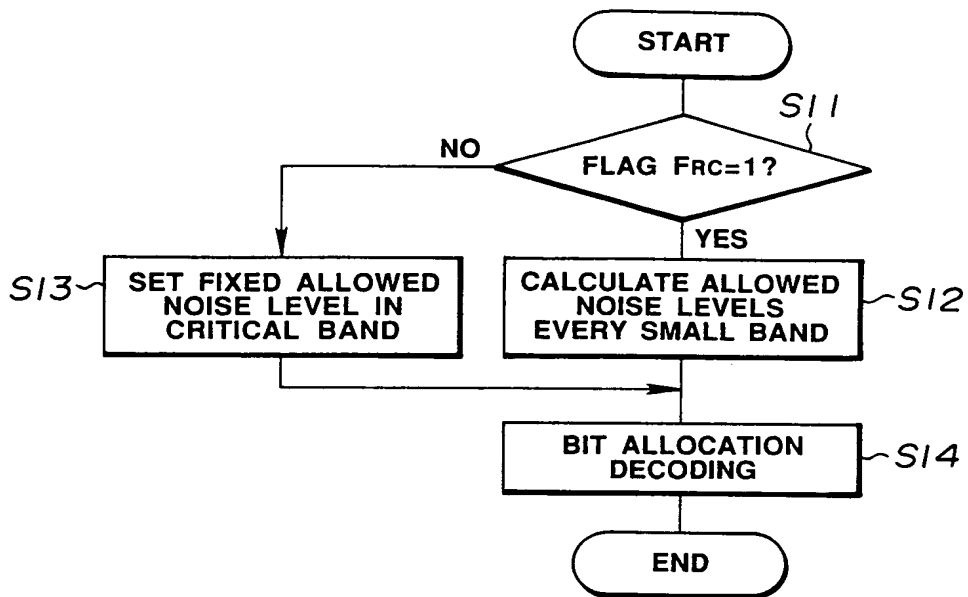 START
S11
FLAG FRC=1?
NO
YES
S13
SET FIXED ALLOWED
NOISE LEVEL IN
CRITICAL BAND
CALCULATE ALLOWED
NOISE LEVELS
EVERY SMALL BAND
S12
BIT ALLOCATION
DECODING
S14
END